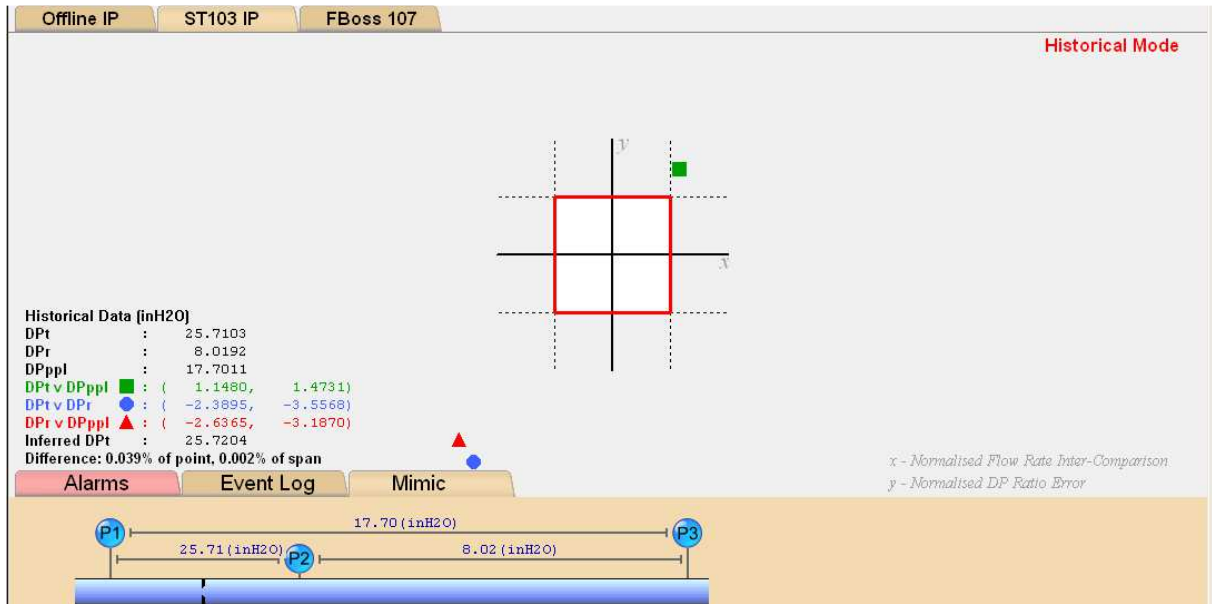 Offline IP ST103 IP FBoss 107
Historical Mode
y
x
Historical Data (inH2O)
DPt : 25.7103
DPr : 8.0192
DPppl : 17.7011
DPt v DPppl : ( 1.1480, 1.4731)
DPt v DPr : ( -2.3895, -3.5568)
DPr v DPppl : ( -2.6365, -3.1870)
Inferred DPt : 25.7204
Difference: 0.039% of point, 0.002% of span
x - Normalised Flow Rate Inter-Comparison
y - Normalised DP Ratio Error
Alarms Event Log Mimic
P1 17.70(inH2O) P3
25.71(inH2O) P2 8.02(inH2O)